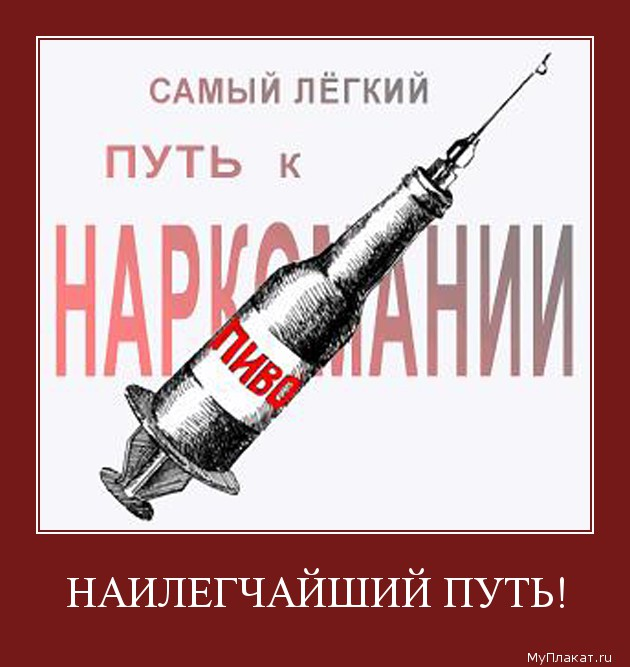 САМЫЙ ЛЁГКИЙ
ПУТЬ К
НАРКОМАНИИ
ПИВО
НАИЛЕГЧАЙШИЙ ПУТЬ!
МуПлакат.ru